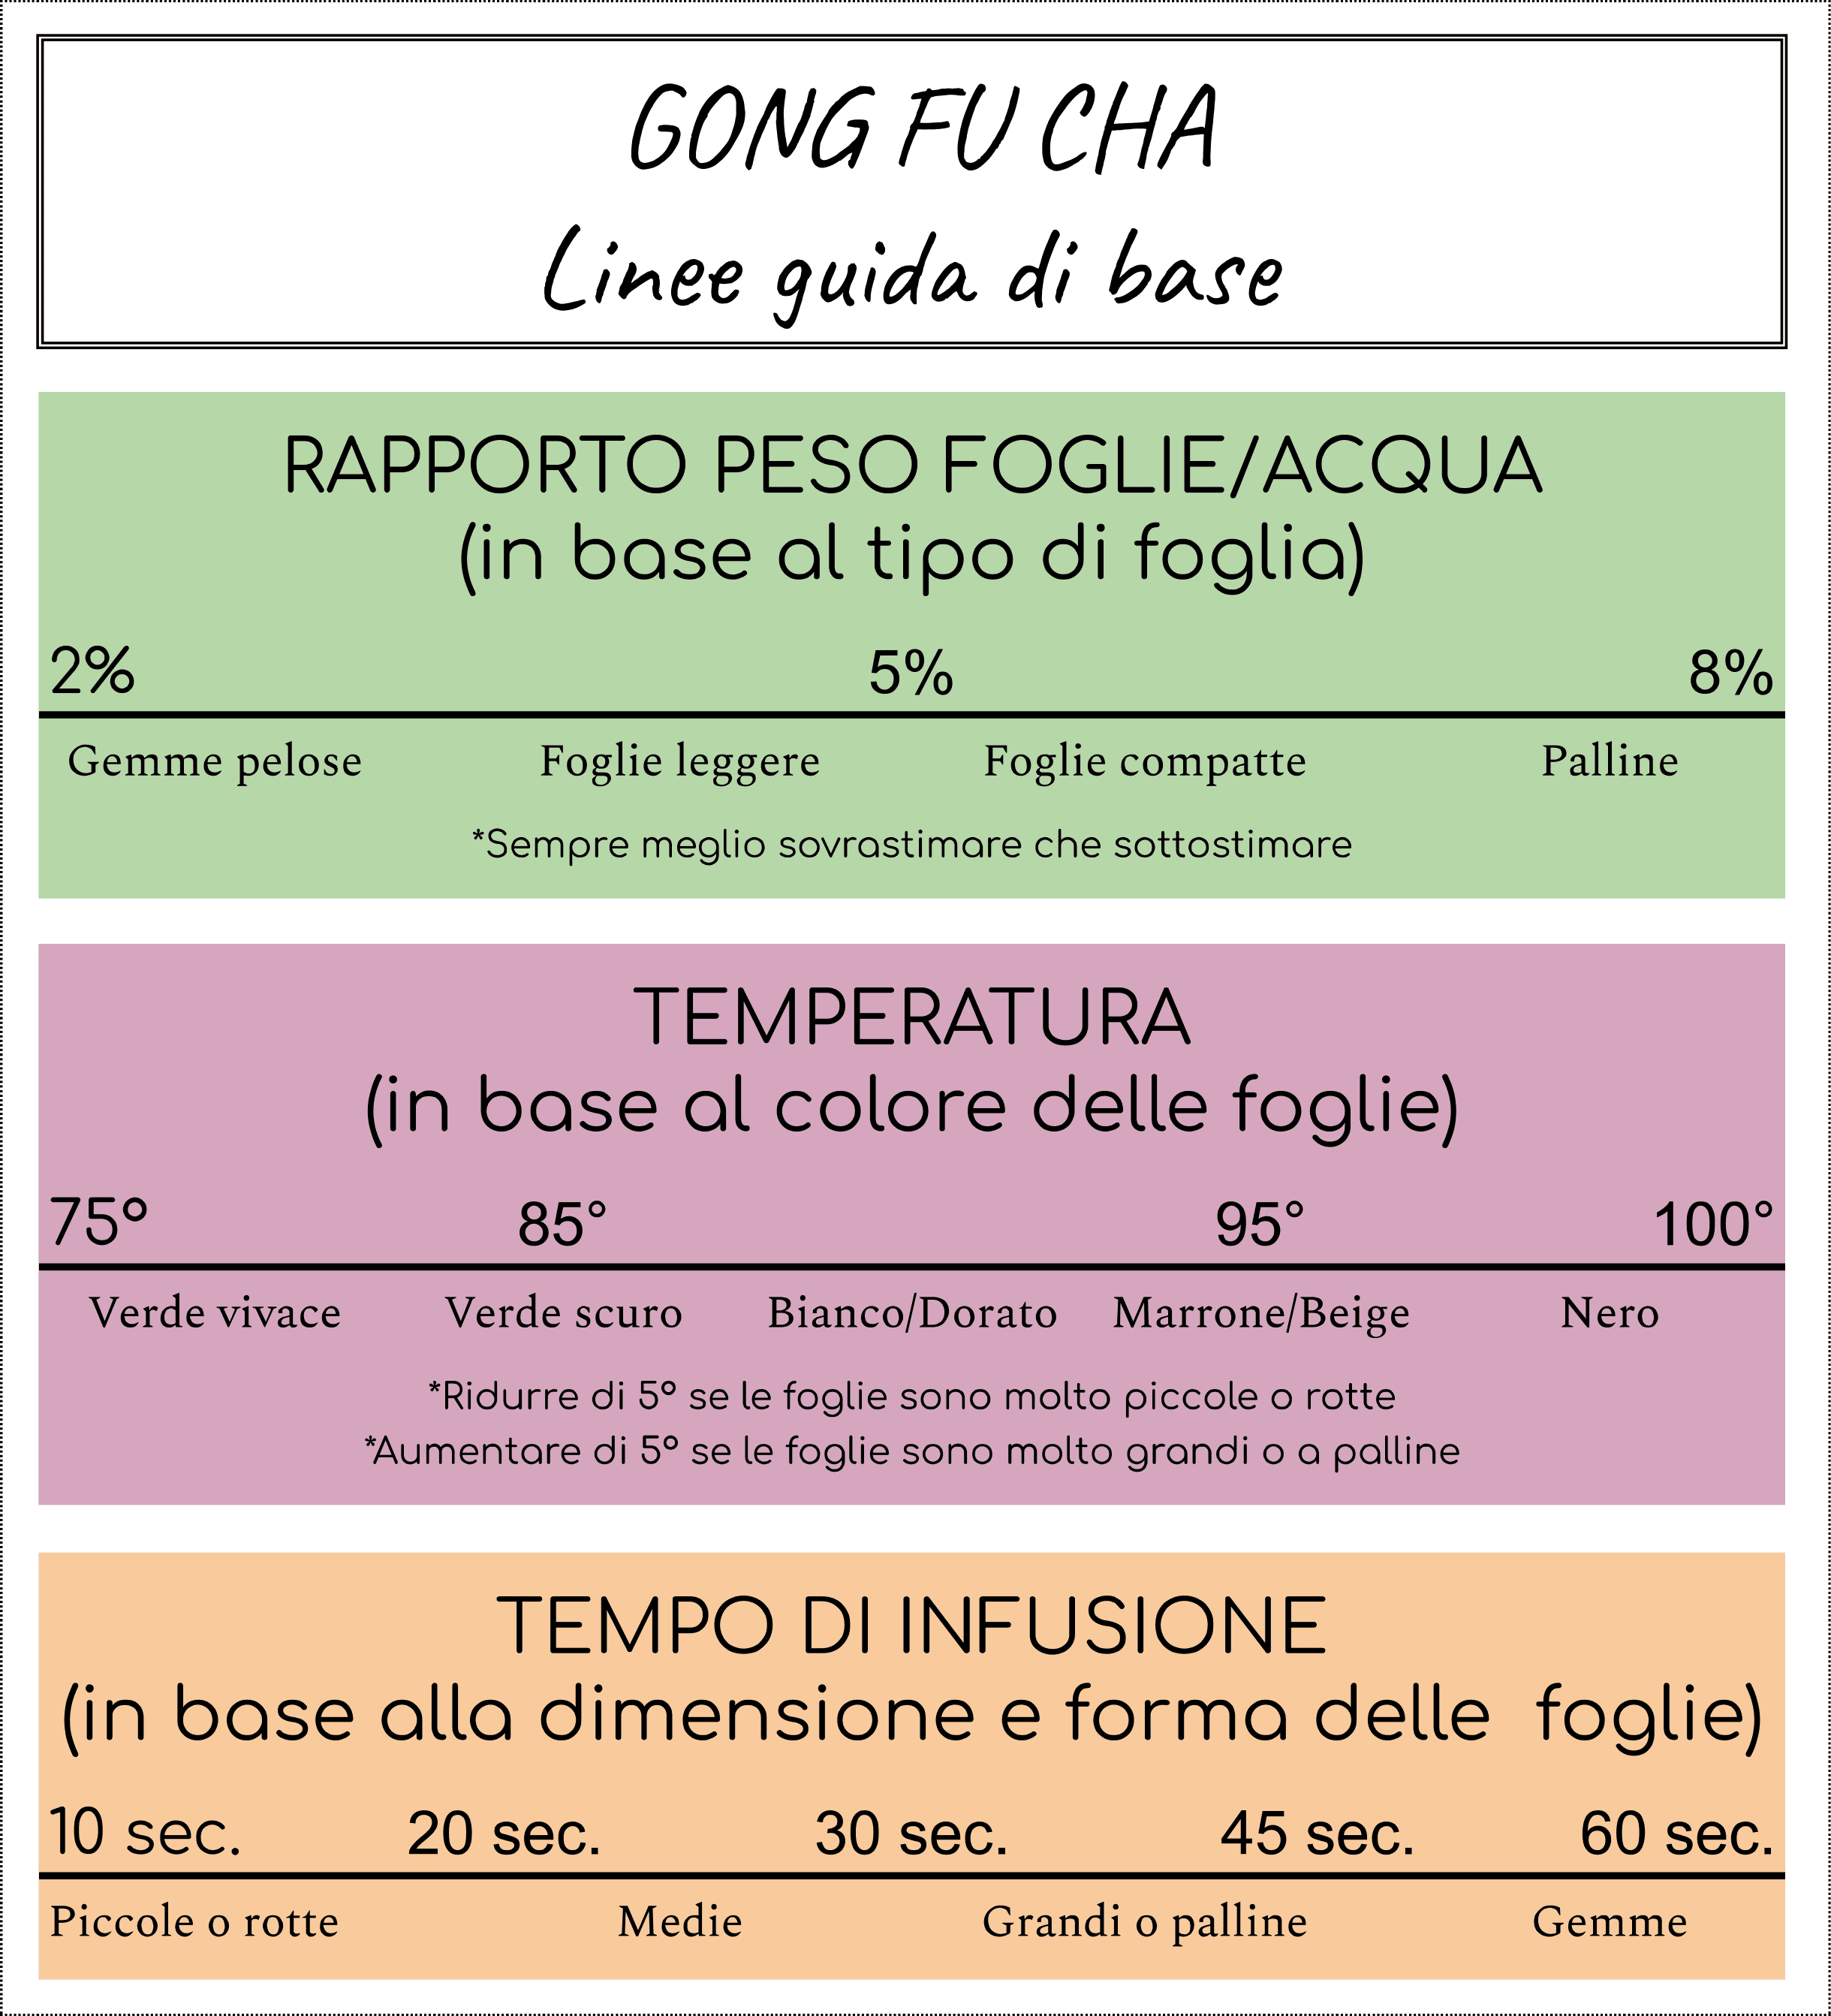 GONG FU CHA
Linee guida di base
RAPPORTO PESO FOGLIE/ACQUA
(in base al tipo di foglia)
2% 5% 8%
Gemme pelose Foglie leggere Foglie compatte Palline
*Sempre meglio sovrastimare che sottostimare
TEMPERATURA
(in base al colore delle foglie)
75° 85° 95° 100°
Verde vivace Verde scuro Bianco/Dorato Marrone/Beige Nero
*Ridurre di 5° se le foglie sono molto piccole o rotte
*Aumentare di 5° se le foglie sono molto grandi o a palline
TEMPO DI INFUSIONE
(in base alla dimensione e forma delle foglie)
10 sec. 20 sec. 30 sec. 45 sec. 60 sec.
Piccole o rotte Medie Grandi o palline Gemme